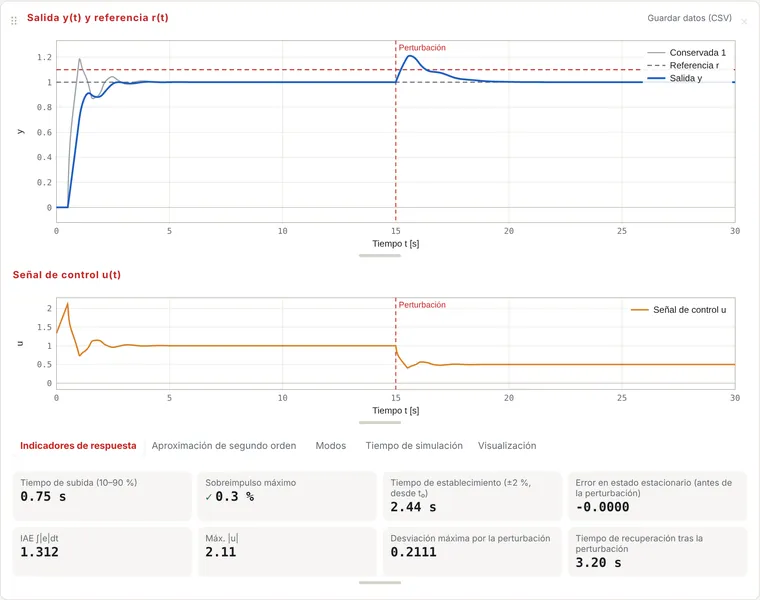 Salida y(t) y referencia r(t)
Guardar datos (CSV)
×
Perturbación
Conservada 1
Referencia r
Salida y
1.2
1
0.8
0.6
0.4
0.2
0
y
0 5 10 15 20 25 30
Tiempo t [s]
Señal de control u(t)
Perturbación
Señal de control u
2
1.5
1
0.5
0
u
0 5 10 15 20 25 30
Tiempo t [s]
Indicadores de respuesta Aproximación de segundo orden Modos Tiempo de simulación Visualización
Tiempo de subida (10–90 %)
0.75 s
Sobreimpulso máximo
✓ 0.3 %
Tiempo de establecimiento (±2 %,
desde t₀)
2.44 s
Error en estado estacionario (antes de
la perturbación)
-0.0000
IAE ∫|e|dt
1.312
Máx. |u|
2.11
Desviación máxima por la perturbación
0.2111
Tiempo de recuperación tras la
perturbación
3.20 s